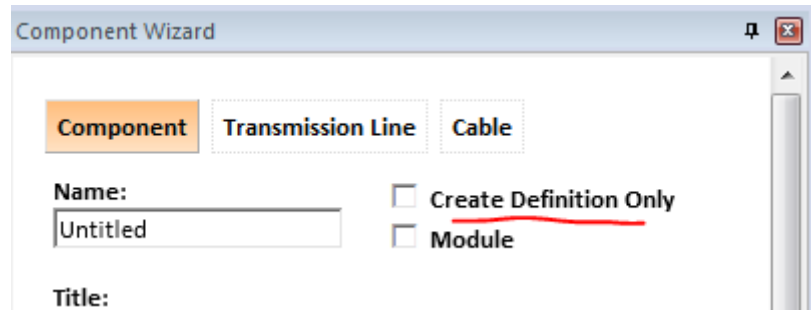 Component Wizard
Component Transmission Line Cable
Name:
Create Definition Only
Untitled
Module
Title: